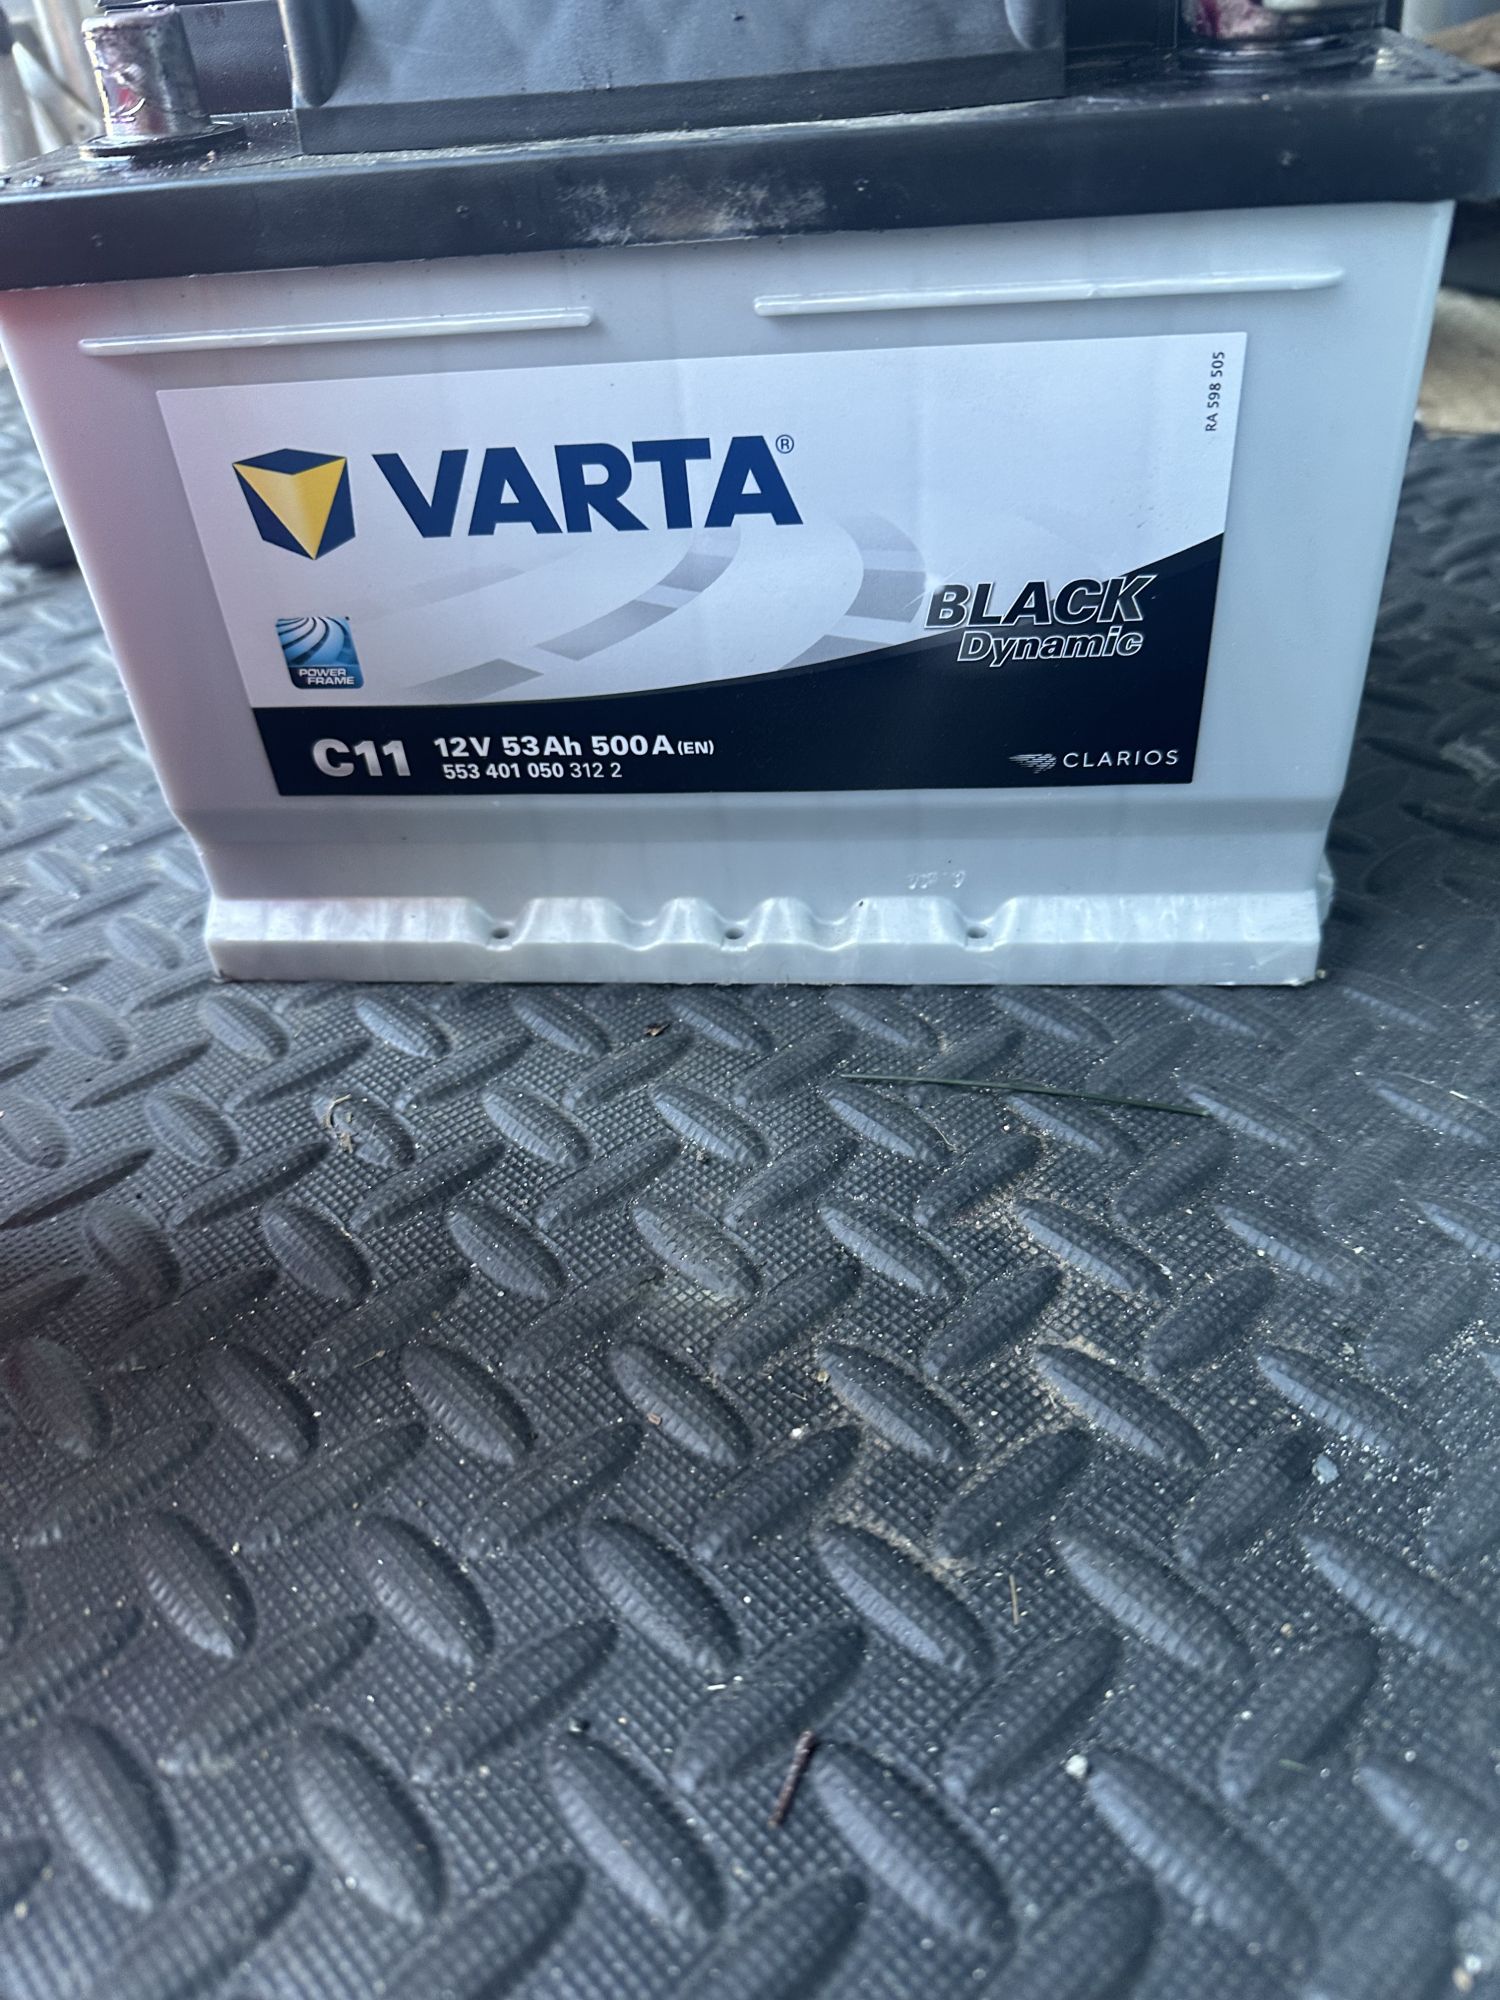 RA 598 505
VARTA®
BLACK
Dynamic
POWER
FRAME
C11 12V 53Ah 500A (EN)
553 401 050 312 2
CLARIOS